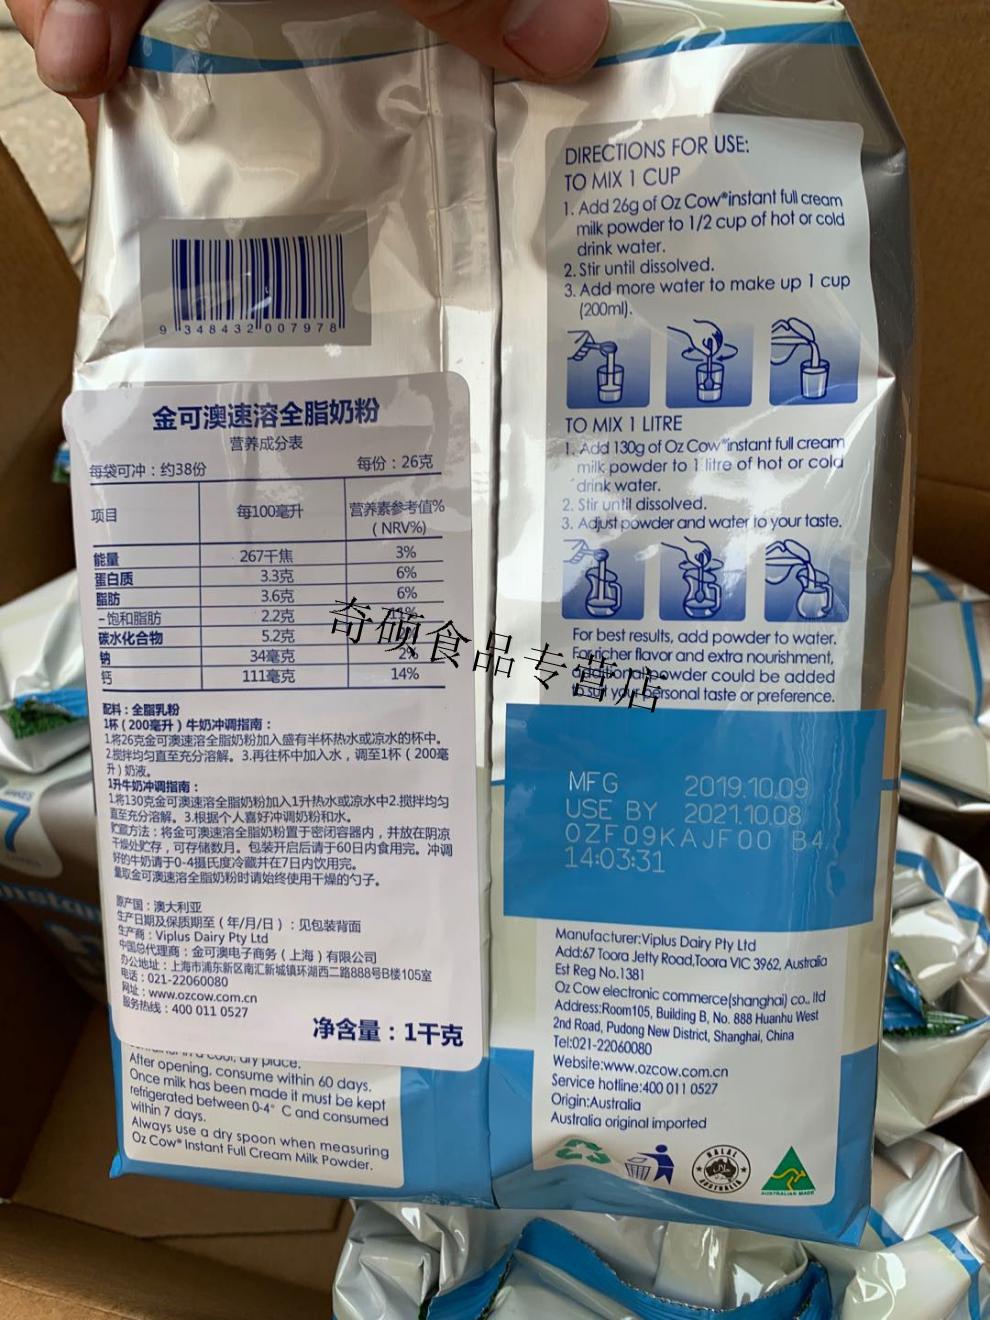 9 348432 007978
金可澳速溶全脂奶粉
营养成分表
每袋可冲：约38份 每份：26克
项目 每100毫升 营养素参考值%
（NRV%）
能量 267千焦 3%
蛋白质 3.3克 6%
脂肪 3.6克 6%
-饱和脂肪 2.2克
碳水化合物 5.2克
钠 34毫克 2%
钙 111毫克 14%
配料：全脂乳粉
1杯（200毫升）牛奶冲调指南：
1.将26克金可澳速溶全脂奶粉加入盛有半杯热水或凉水的杯中。
2.搅拌均匀直至充分溶解。3.再往杯中加入水，调至1杯（200毫
升）奶液。
1升牛奶冲调指南：
1.将130克金可澳速溶全脂奶粉加入1升热水或凉水中2.搅拌均匀
直至充分溶解。3.根据个人喜好冲调奶粉和水。
贮藏方法：将金可澳速溶全脂奶粉置于密闭容器内，并放在阴凉
干燥处贮存，可存储数月。包装开启后请于60日内食用完。冲调
好的牛奶请于0-4摄氏度冷藏并在7日内饮用完。
量取金可澳速溶全脂奶粉时请始终使用干燥的勺子。
原产国：澳大利亚
生产日期及保质期至（年/月/日）：见包装背面
生产商：Viplus Dairy Pty Ltd
中国总代理商：金可澳电子商务（上海）有限公司
办公地址：上海市浦东新区南汇新城镇环湖西二路888号B楼105室
电话：021-22060080
网址：www.ozcow.com.cn
服务热线：400 011 0527
净含量：1千克
After opening, consume within 60 days.
Once milk has been made it must be kept
refrigerated between 0-4° C and consumed
within 7 days.
Always use a dry spoon when measuring
Oz Cow® Instant Full Cream Milk Powder.
DIRECTIONS FOR USE:
TO MIX 1 CUP
1. Add 26g of Oz Cow®instant full cream
milk powder to 1/2 cup of hot or cold
drink water.
2. Stir until dissolved.
3. Add more water to make up 1 cup
(200ml).
TO MIX 1 LITRE
1. Add 130g of Oz Cow®instant full cream
milk powder to 1 litre of hot or cold
drink water.
2. Stir until dissolved.
3. Adjust powder and water to your taste.
For best results, add powder to water.
For richer flavor and extra nourishment,
additional powder could be added
to suit your personal taste or preference.
奇硕食品专营店
MFG 2019.10.09
USE BY 2021.10.08
OZF09KAJF00 B4
14:03:31
Manufacturer:Viplus Dairy Pty Ltd
Add:67 Toora Jetty Road,Toora VIC 3962, Australia
Est Reg No.1381
Oz Cow electronic commerce(shanghai) co., ltd
Address:Room105, Building B, No. 888 Huanhu West
2nd Road, Pudong New District, Shanghai, China
Tel:021-22060080
Website:www.ozcow.com.cn
Service hotline:400 011 0527
Origin:Australia
Australia original imported
HALAL
AUSTRALIA
AUSTRALIAN MADE